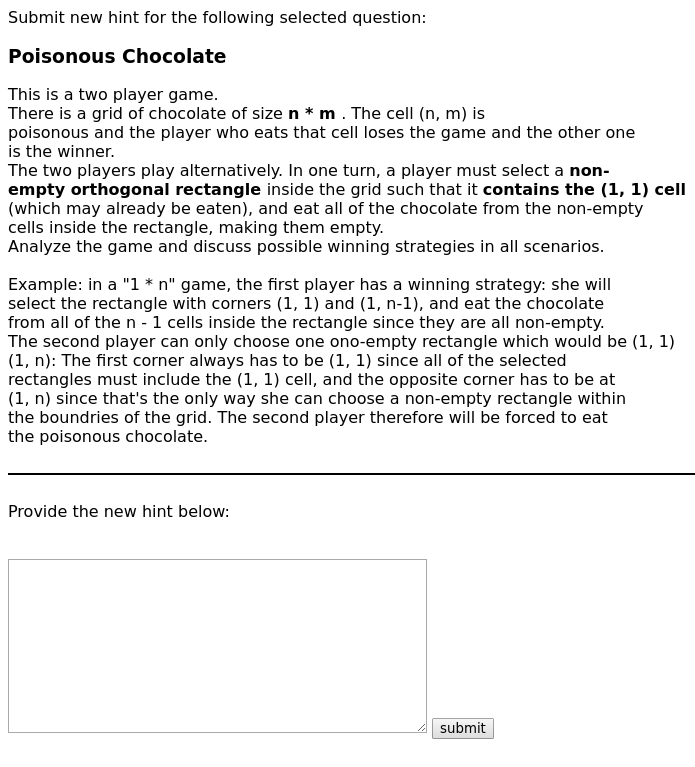 Submit new hint for the following selected question:
Poisonous Chocolate
This is a two player game.
There is a grid of chocolate of size n * m . The cell (n, m) is
poisonous and the player who eats that cell loses the game and the other one
is the winner.
The two players play alternatively. In one turn, a player must select a non-
empty orthogonal rectangle inside the grid such that it contains the (1, 1) cell
(which may already be eaten), and eat all of the chocolate from the non-empty
cells inside the rectangle, making them empty.
Analyze the game and discuss possible winning strategies in all scenarios.
Example: in a "1 * n" game, the first player has a winning strategy: she will
select the rectangle with corners (1, 1) and (1, n-1), and eat the chocolate
from all of the n - 1 cells inside the rectangle since they are all non-empty.
The second player can only choose one ono-empty rectangle which would be (1, 1)
(1, n): The first corner always has to be (1, 1) since all of the selected
rectangles must include the (1, 1) cell, and the opposite corner has to be at
(1, n) since that's the only way she can choose a non-empty rectangle within
the boundries of the grid. The second player therefore will be forced to eat
the poisonous chocolate.
Provide the new hint below:
submit